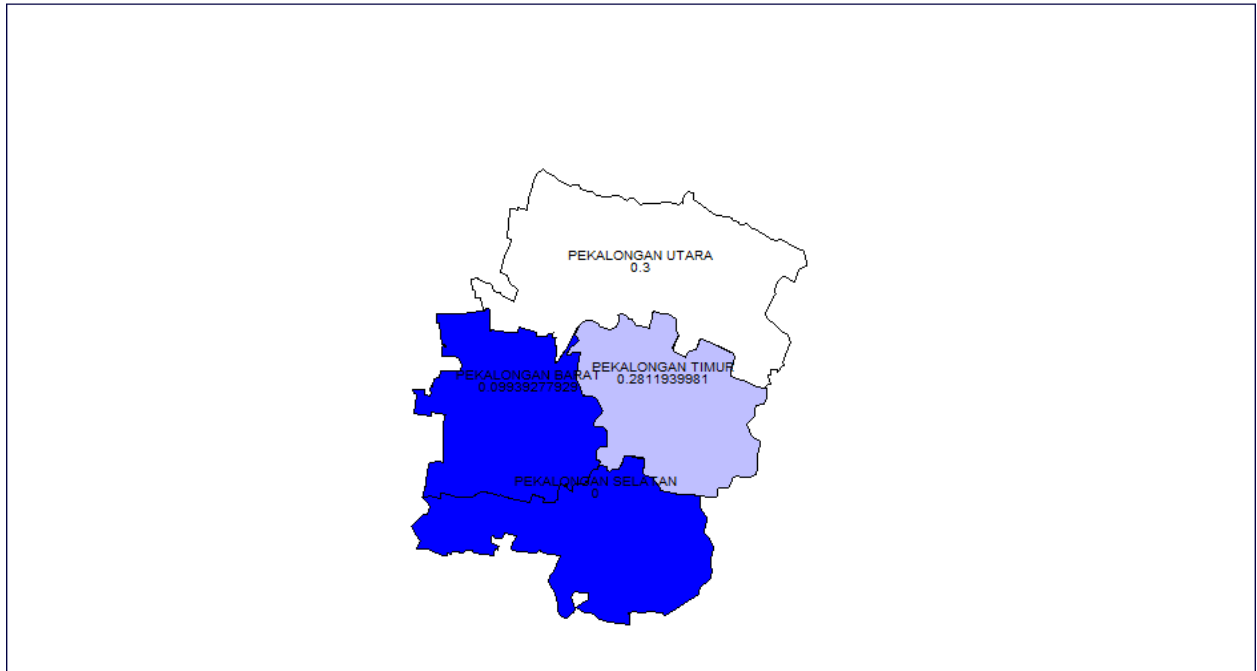 PEKALONGAN UTARA
0.3
PEKALONGAN TIMUR
0.2811939981
PEKALONGAN BARAT
0.09939277929
PEKALONGAN SELATAN
0